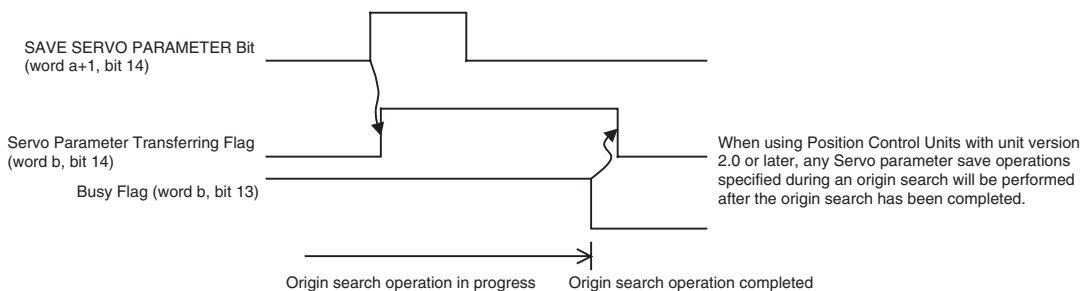 SAVE SERVO PARAMETER Bit
(word a+1, bit 14)
Servo Parameter Transferring Flag
(word b, bit 14)
Busy Flag (word b, bit 13)
When using Position Control Units with unit version
2.0 or later, any Servo parameter save operations
specified during an origin search will be performed
after the origin search has been completed.
Origin search operation in progress
Origin search operation completed